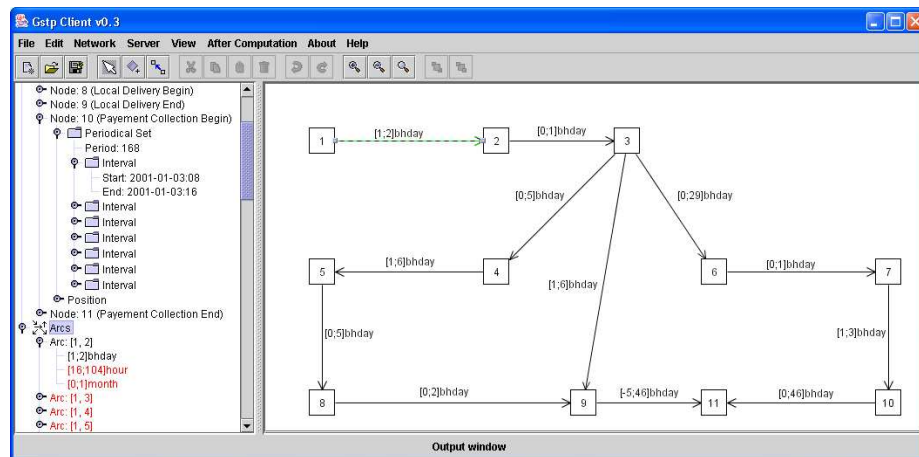 Gstp Client v0.3
File Edit Network Server View After Computation About Help
Node: 8 (Local Delivery Begin)
Node: 9 (Local Delivery End)
Node: 10 (Payement Collection Begin)
Periodical Set
Period: 168
Interval
Start: 2001-01-03:08
End: 2001-01-03:16
Interval
Interval
Interval
Interval
Interval
Position
Node: 11 (Payement Collection End)
Arcs
Arc: [1, 2]
[1;2]bhday
[16;104]hour
[0;1]month
Arc: [1, 3]
Arc: [1, 4]
Arc: [1, 5]
1 [1;2]bhday 2 [0;1]bhday 3
[0;5]bhday [0;29]bhday
5 [1;6]bhday 4 [1;6]bhday 6 [0;1]bhday 7
[0;5]bhday [1;3]bhday
8 [0;2]bhday 9 [-5;46]bhday 11 [0;46]bhday 10
Output window